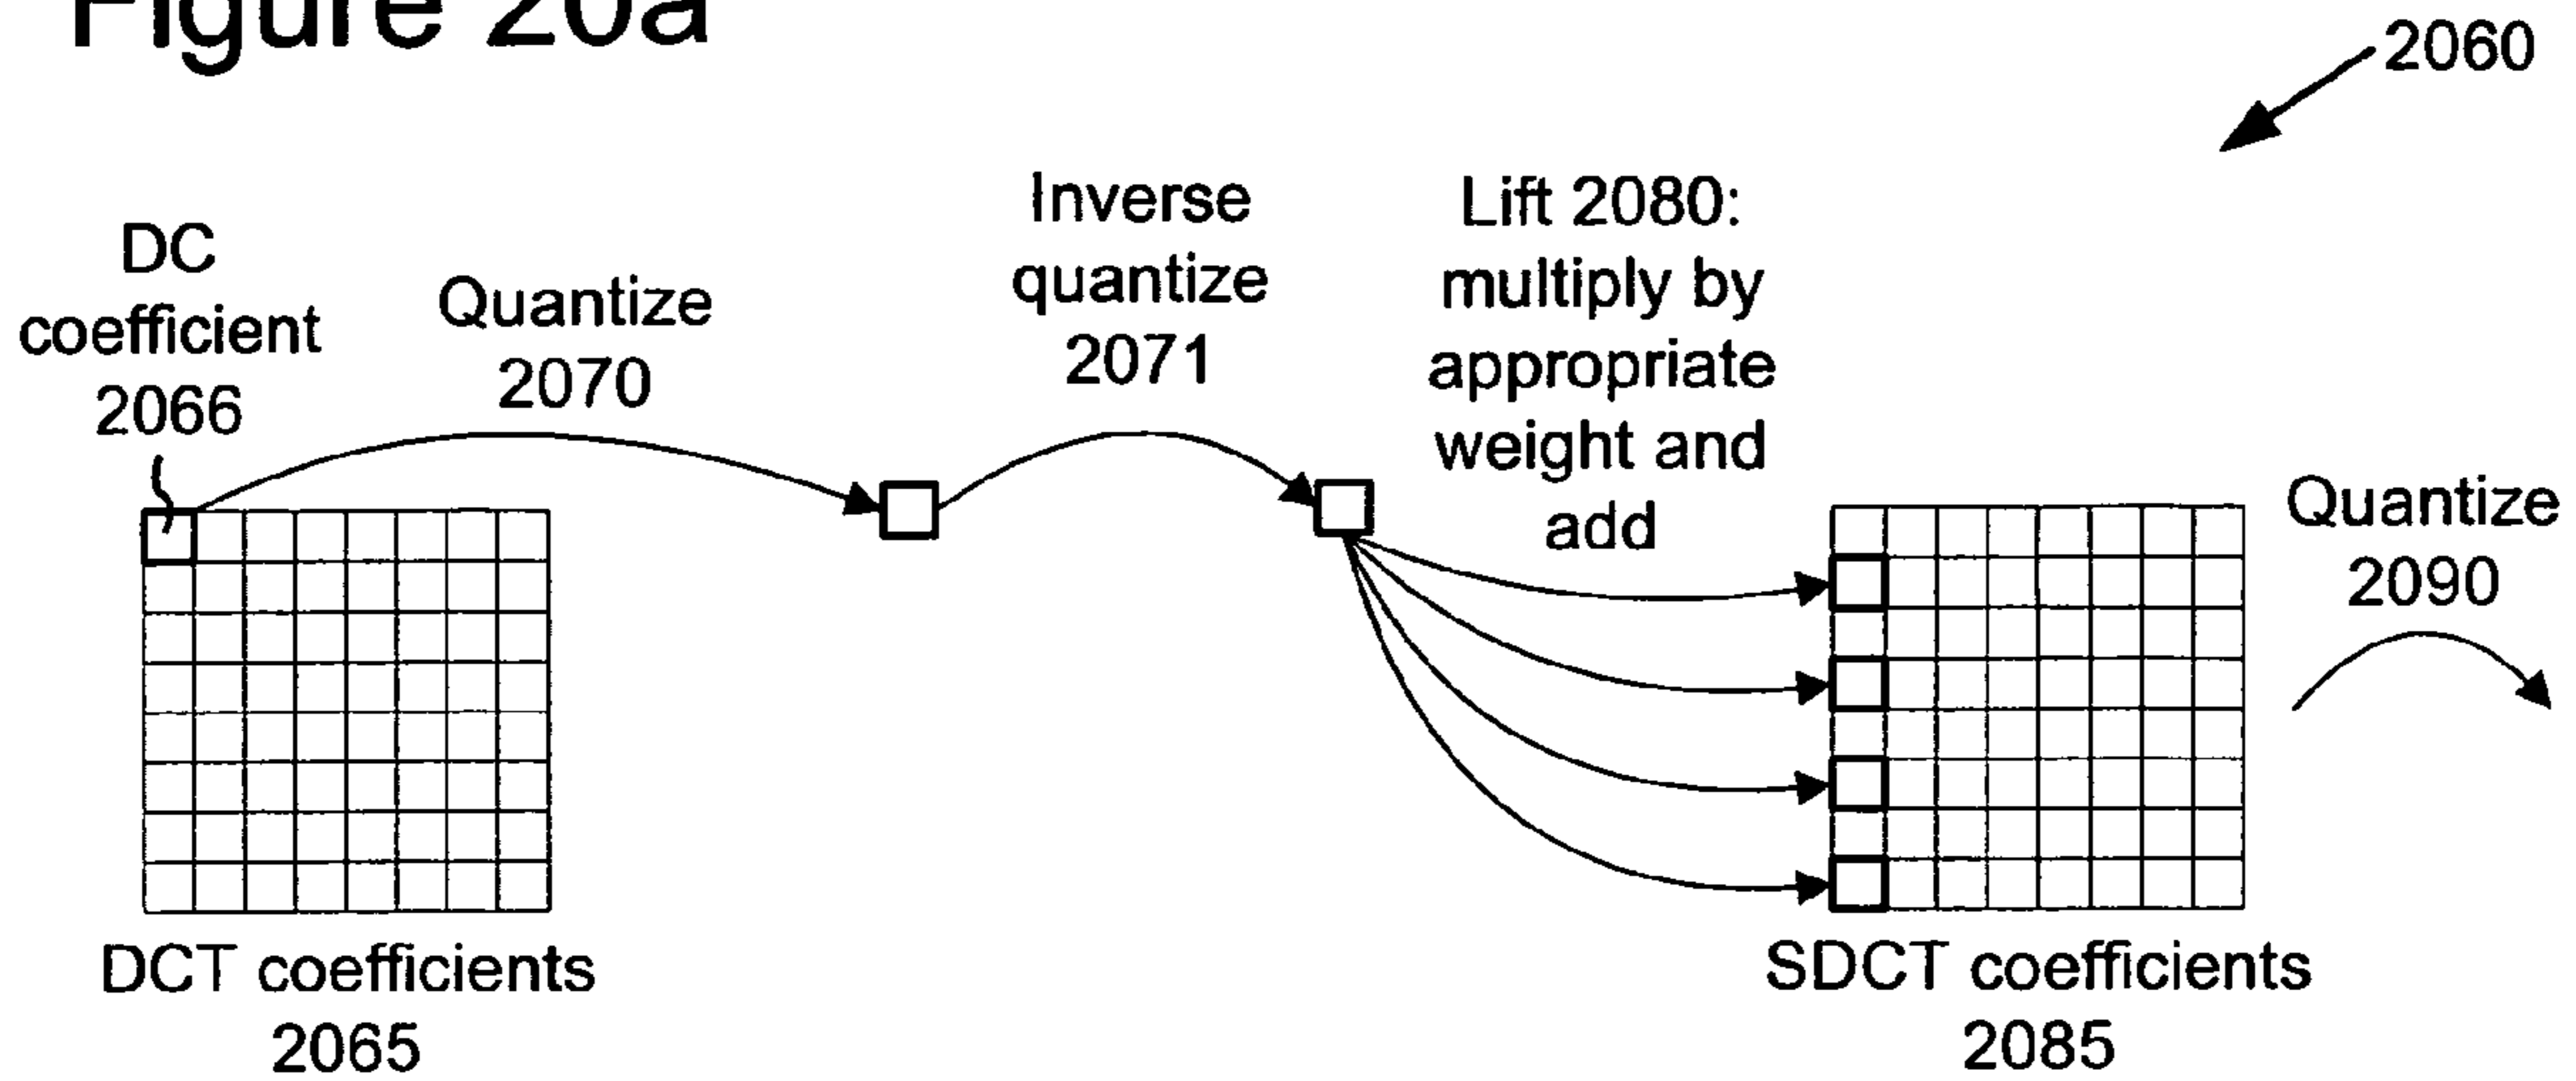 Figure 20a
2060
DC
coefficient
2066
Quantize
2070
Inverse
quantize
2071
Lift 2080:
multiply by
appropriate
weight and
add
Quantize
2090
DCT coefficients
2065
SDCT coefficients
2085